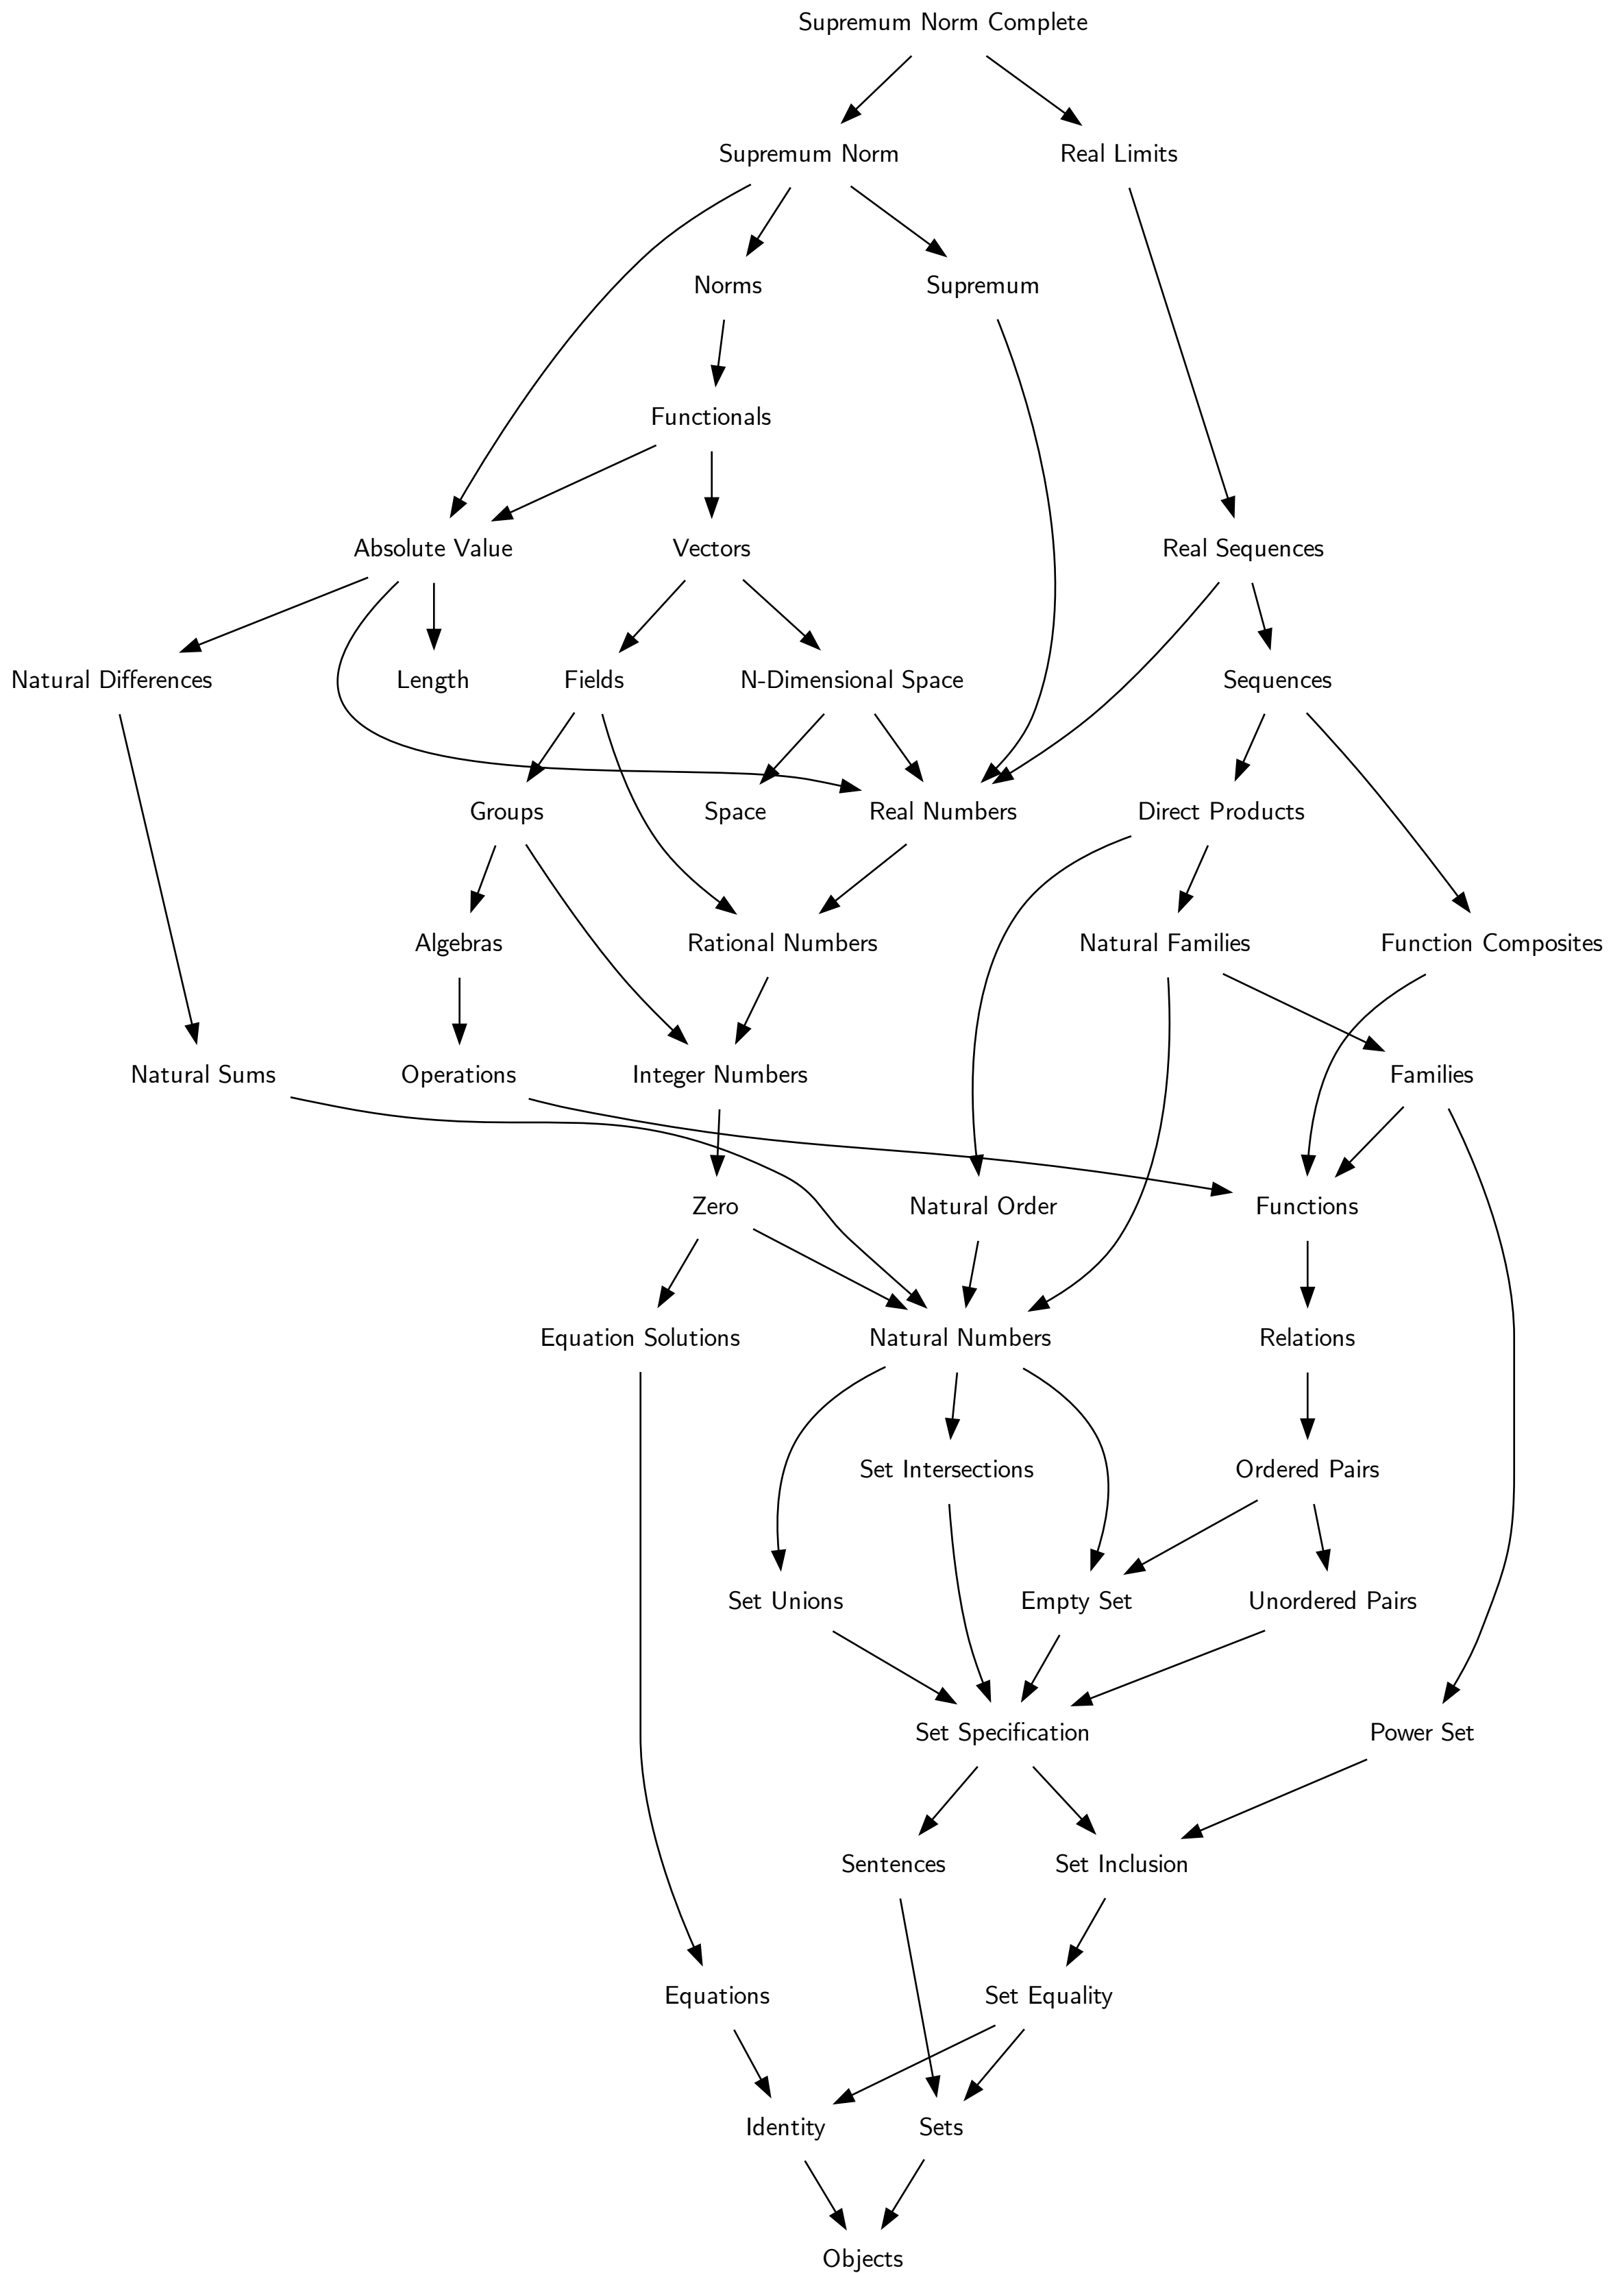 Supremum Norm Complete
Supremum Norm
Real Limits
Norms
Supremum
Functionals
Absolute Value
Vectors
Real Sequences
Natural Differences
Length
Fields
N-Dimensional Space
Sequences
Groups
Space
Real Numbers
Direct Products
Algebras
Rational Numbers
Natural Families
Function Composites
Natural Sums
Operations
Integer Numbers
Families
Zero
Natural Order
Functions
Equation Solutions
Natural Numbers
Relations
Set Intersections
Ordered Pairs
Set Unions
Empty Set
Unordered Pairs
Set Specification
Power Set
Sentences
Set Inclusion
Equations
Set Equality
Identity
Sets
Objects